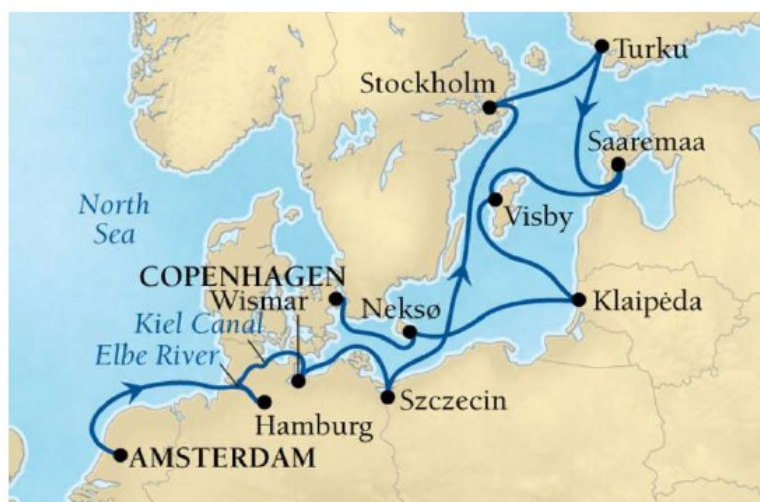 Turku
Stockholm
Saaremaa
North
Sea
Visby
COPENHAGEN
Wismar
Neksø
Klaipėda
Kiel Canal
Elbe River
Szczecin
Hamburg
AMSTERDAM